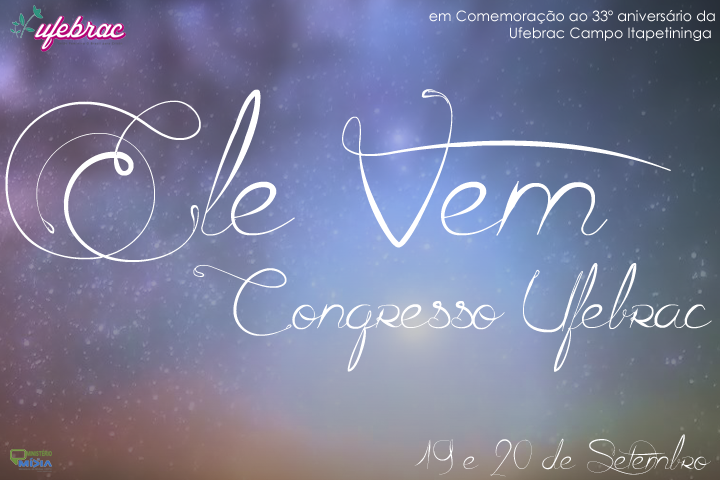 ufebrac
em Comemoração ao 33º aniversário da
Ufebrac Campo Itapetininga
Ele Vem
Congresso Ufebrac
19 e 20 de Setembro
MINISTÉRIO
MÍDIA